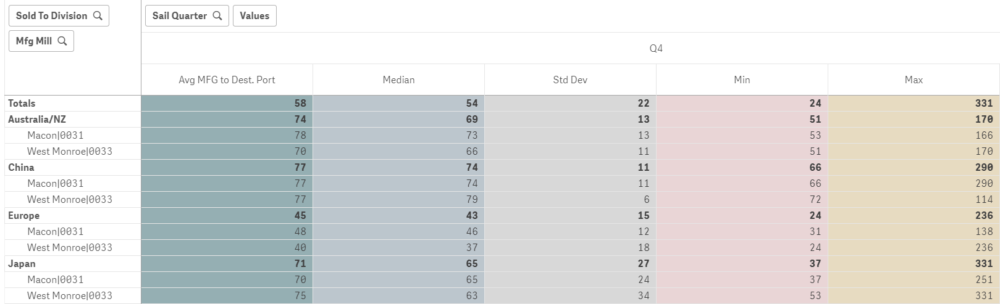 Sold To Division Sail Quarter Values
Mfg Mill
Q4
Avg MFG to Dest. Port Median Std Dev Min Max
Totals 58 54 22 24 331
Australia/NZ 74 69 13 51 170
Macon|0031 78 73 13 53 166
West Monroe|0033 70 66 11 51 170
China 77 74 11 66 290
Macon|0031 77 74 11 66 290
West Monroe|0033 77 79 6 72 114
Europe 45 43 15 24 236
Macon|0031 48 46 12 31 138
West Monroe|0033 40 37 18 24 236
Japan 71 65 27 37 331
Macon|0031 70 65 24 37 251
West Monroe|0033 75 63 34 53 331